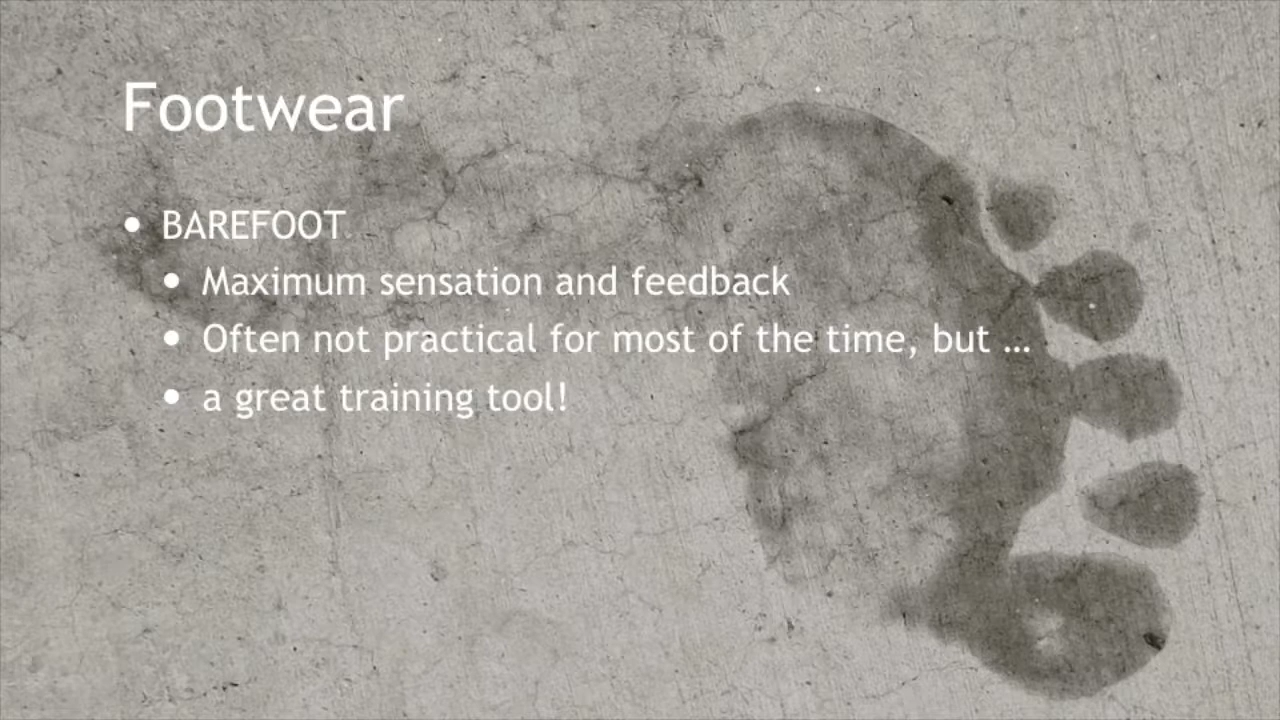 Footwear
• BAREFOOT
• Maximum sensation and feedback
• Often not practical for most of the time, but …
• a great training tool!